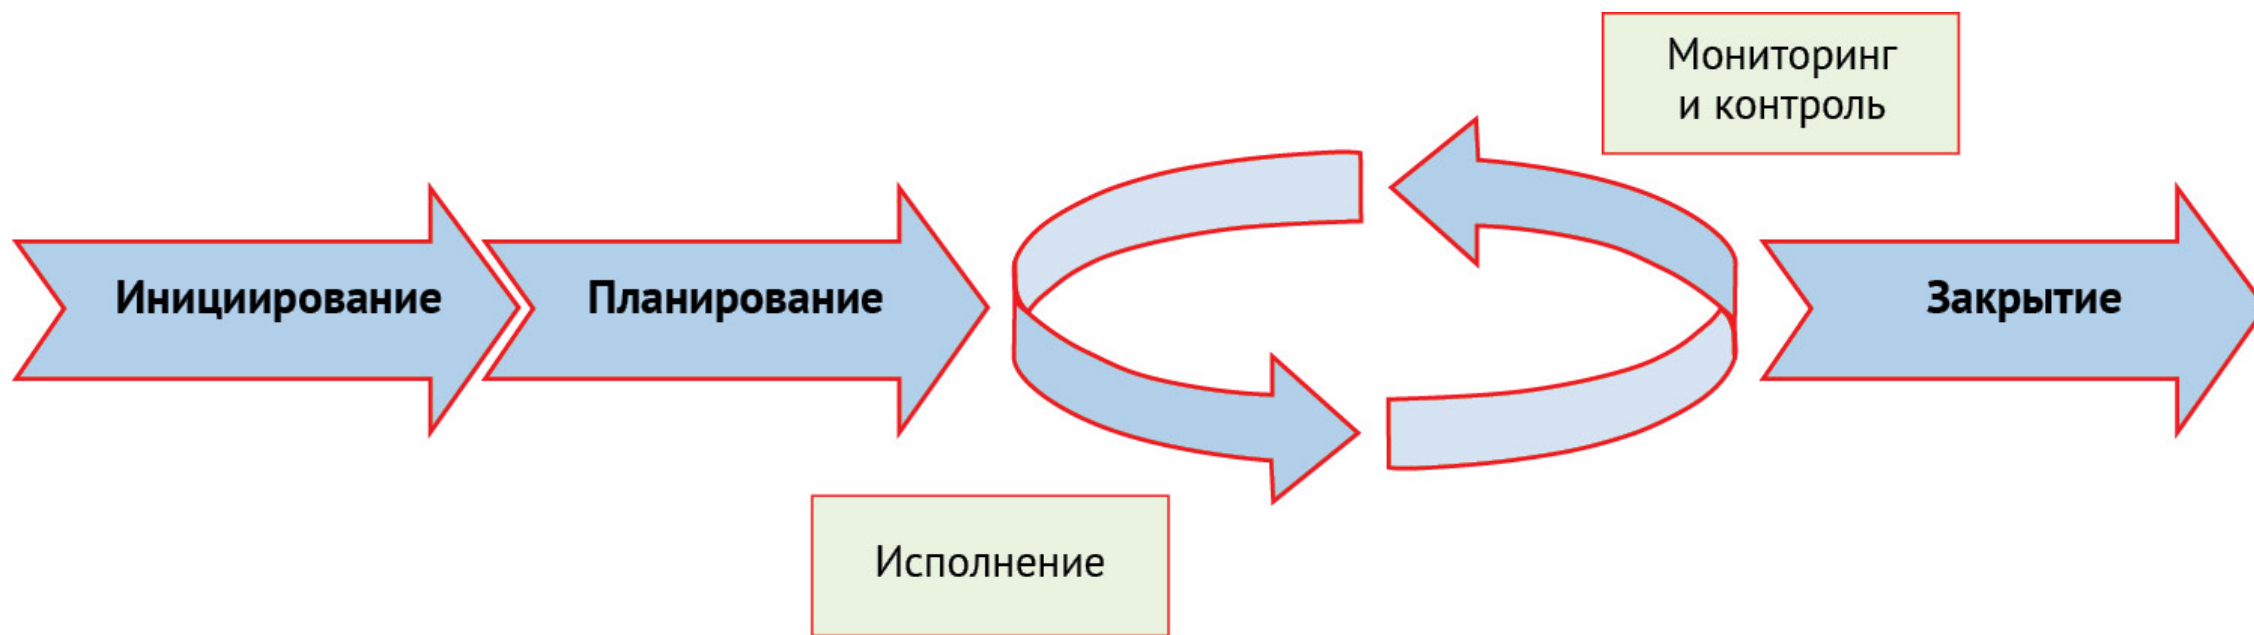 Мониторинг
и контроль
Инициирование
Планирование
Закрытие
Исполнение